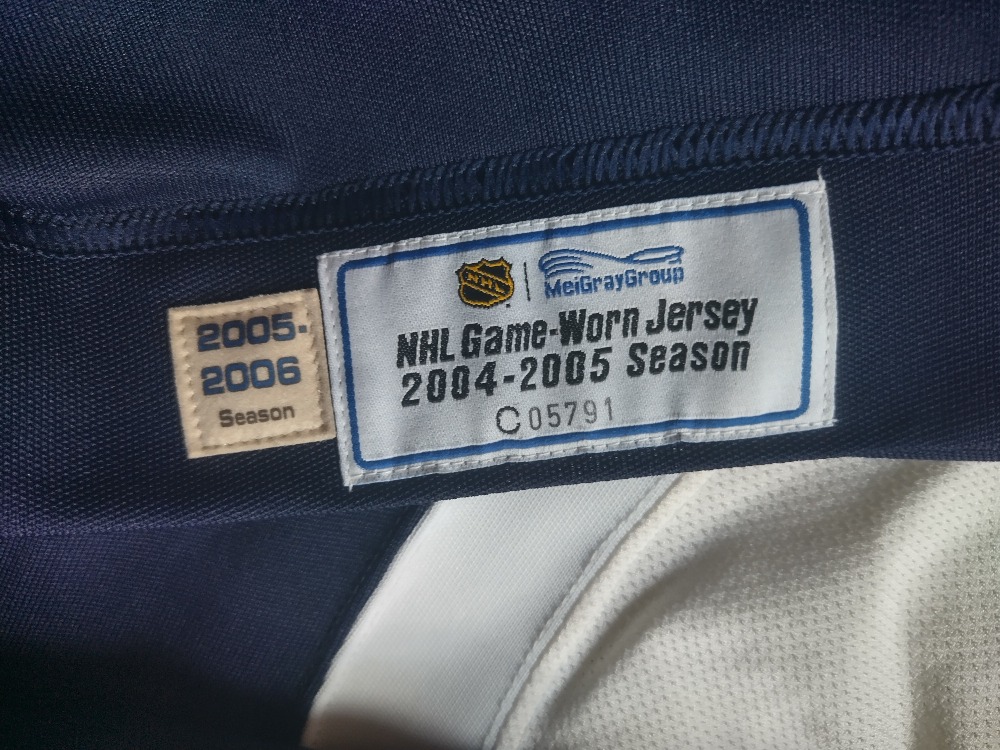 2005-
2006
Season
NHL
MeiGrayGroup
NHL Game-Worn Jersey
2004-2005 Season
C05791